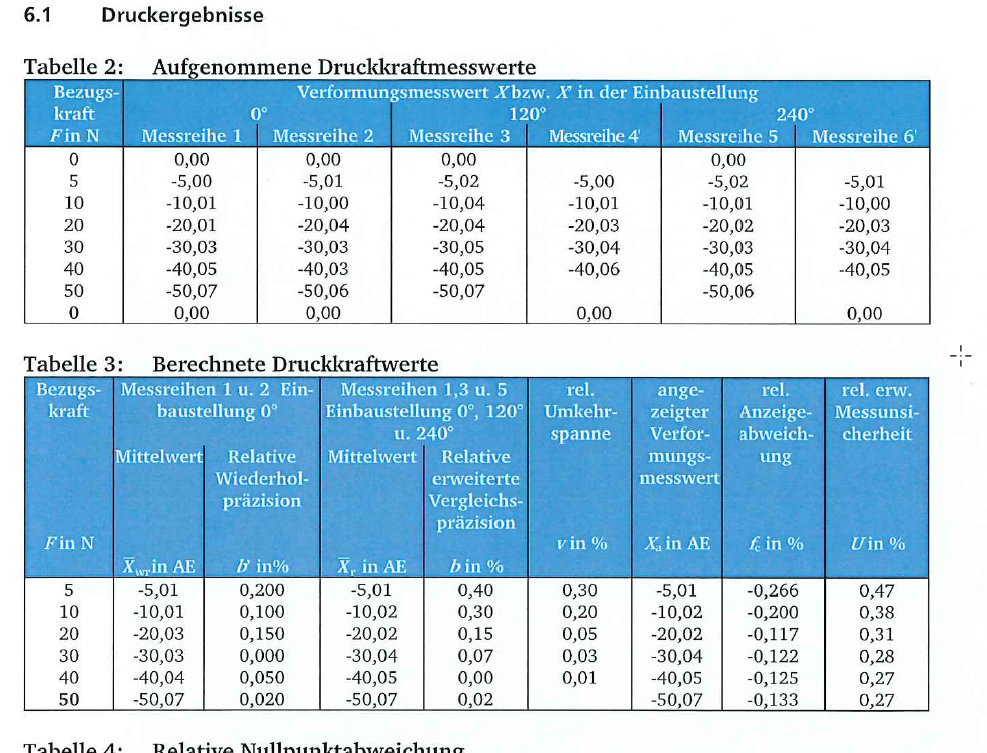 6.1 Druckergebnisse
Tabelle 2: Aufgenommene Druckkraftmesswerte
Bezugs- Verformungsmesswert X bzw. X' in der Einbaustellung
kraft 0° 120° 240°
F in N Messreihe 1 Messreihe 2 Messreihe 3 Messreihe 4' Messreihe 5 Messreihe 6'
0 0,00 0,00 0,00 0,00
5 -5,00 -5,01 -5,02 -5,00 -5,02 -5,01
10 -10,01 -10,00 -10,04 -10,01 -10,01 -10,00
20 -20,01 -20,04 -20,04 -20,03 -20,02 -20,03
30 -30,03 -30,03 -30,05 -30,04 -30,03 -30,04
40 -40,05 -40,03 -40,05 -40,06 -40,05 -40,05
50 -50,07 -50,06 -50,07 -50,06
0 0,00 0,00 0,00 0,00
Tabelle 3: Berechnete Druckkraftwerte
Bezugs- Messreihen 1 u. 2 Ein- Messreihen 1,3 u. 5 rel. ange- rel. rel. erw.
kraft baustellung 0° Einbaustellung 0°, 120° Umkehr- zeigter Anzeige- Messunsi-
u. 240° spanne Verfor- abweich- cherheit
Mittelwert Relative Mittelwert Relative mungs- ung
Wiederhol- erweiterte messwert
präzision Vergleichs-
präzision
F in N v in % Xa in AE fc in % U in %
X̅wr in AE b' in% X̅r in AE b in %
5 -5,01 0,200 -5,01 0,40 0,30 -5,01 -0,266 0,47
10 -10,01 0,100 -10,02 0,30 0,20 -10,02 -0,200 0,38
20 -20,03 0,150 -20,02 0,15 0,05 -20,02 -0,117 0,31
30 -30,03 0,000 -30,04 0,07 0,03 -30,04 -0,122 0,28
40 -40,04 0,050 -40,05 0,00 0,01 -40,05 -0,125 0,27
50 -50,07 0,020 -50,07 0,02 -50,07 -0,133 0,27
Tabelle 4: Relative Nullpunktabweichung